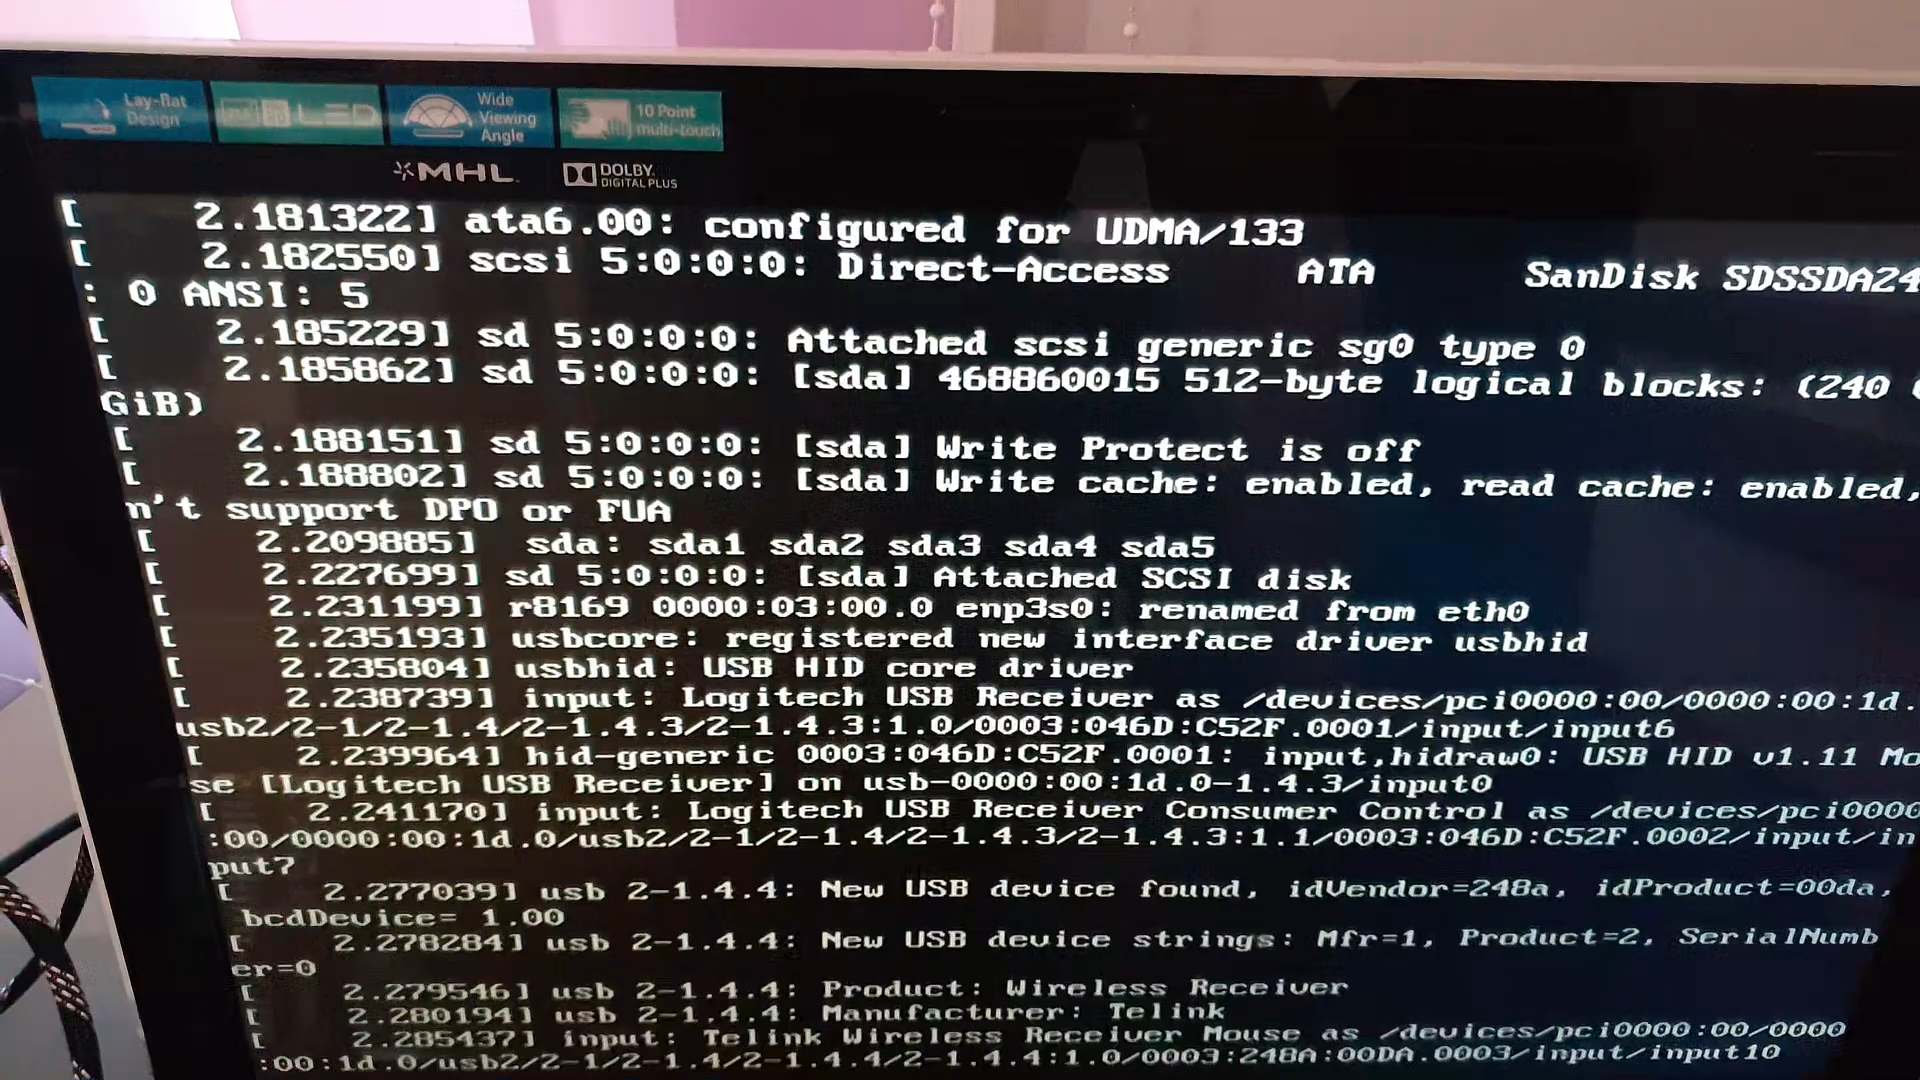 Lay-flat Design
LED
Wide Viewing Angle
10 Point multi-touch
MHL
DOLBY DIGITAL PLUS
[    2.181322] ata6.00: configured for UDMA/133
[    2.182550] scsi 5:0:0:0: Direct-Access     ATA      SanDisk SDSSDA24
: 0 ANSI: 5
[    2.185229] sd 5:0:0:0: Attached scsi generic sg0 type 0
[    2.185862] sd 5:0:0:0: [sda] 468860015 512-byte logical blocks: (240
GiB)
[    2.188151] sd 5:0:0:0: [sda] Write Protect is off
[    2.188802] sd 5:0:0:0: [sda] Write cache: enabled, read cache: enabled,
n't support DPO or FUA
[    2.209885]  sda: sda1 sda2 sda3 sda4 sda5
[    2.227699] sd 5:0:0:0: [sda] Attached SCSI disk
[    2.231199] r8169 0000:03:00.0 enp3s0: renamed from eth0
[    2.235193] usbcore: registered new interface driver usbhid
[    2.235804] usbhid: USB HID core driver
[    2.238739] input: Logitech USB Receiver as /devices/pci0000:00/0000:00:1d.
usb2/2-1/2-1.4/2-1.4.3/2-1.4.3:1.0/0003:046D:C52F.0001/input/input6
[    2.239964] hid-generic 0003:046D:C52F.0001: input,hidraw0: USB HID v1.11 Mo
se [Logitech USB Receiver] on usb-0000:00:1d.0-1.4.3/input0
[    2.241170] input: Logitech USB Receiver Consumer Control as /devices/pci0000
:00/0000:00:1d.0/usb2/2-1/2-1.4/2-1.4.3/2-1.4.3:1.1/0003:046D:C52F.0002/input/in
put7
[    2.277039] usb 2-1.4.4: New USB device found, idVendor=248a, idProduct=00da,
bcdDevice= 1.00
[    2.278284] usb 2-1.4.4: New USB device strings: Mfr=1, Product=2, SerialNumb
er=0
[    2.279546] usb 2-1.4.4: Product: Wireless Receiver
[    2.280194] usb 2-1.4.4: Manufacturer: Telink
[    2.285437] input: Telink Wireless Receiver Mouse as /devices/pci0000:00/0000
:00:1d.0/usb2/2-1/2-1.4/2-1.4.4/2-1.4.4:1.0/0003:248A:00DA.0003/input/input10